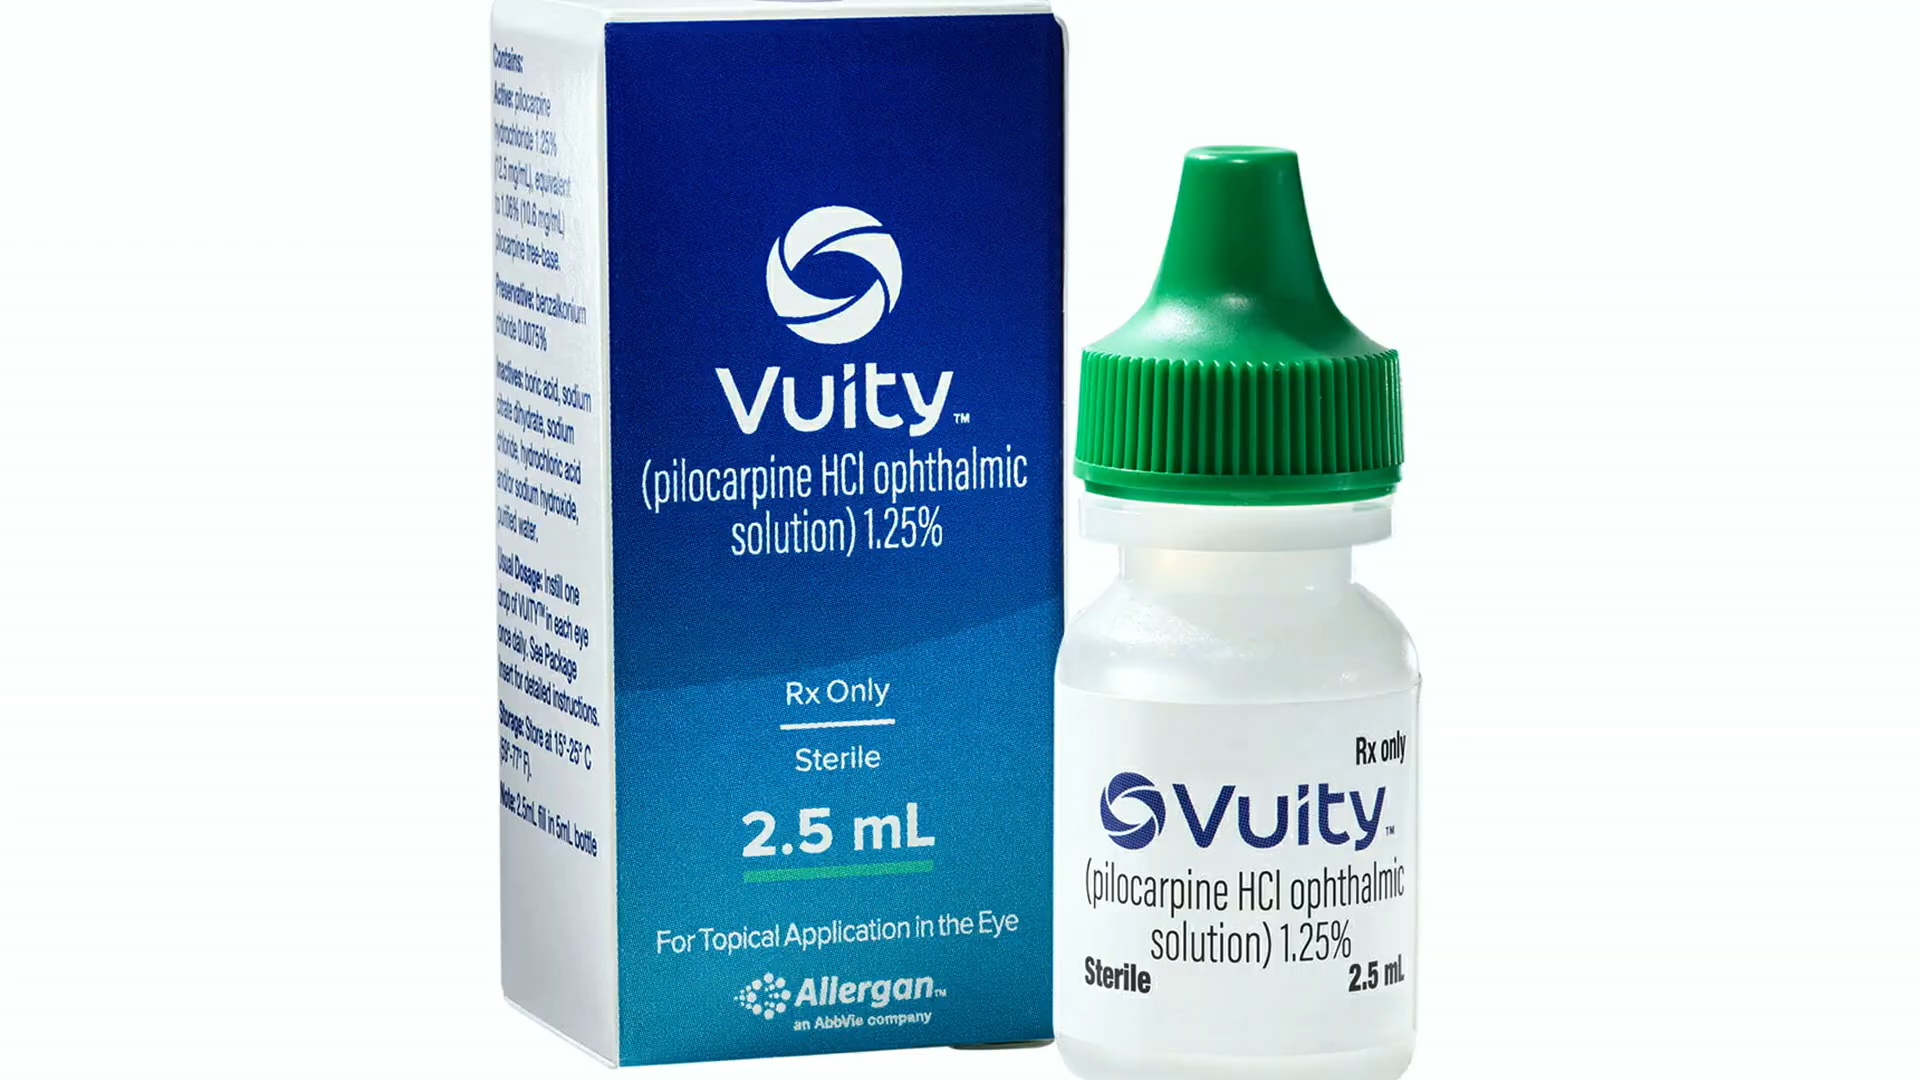 Contains:
Active: pilocarpine
hydrochloride 1.25%
(12.5 mg/mL), equivalent
to 1.06% (10.6 mg/mL)
pilocarpine free-base.
Preservative: benzalkonium
chloride 0.0075%
Inactives: boric acid, sodium
citrate dihydrate, sodium
chloride, hydrochloric acid
and/or sodium hydroxide,
purified water.
Usual Dosage: Instill one
drop of VUITY™ in each eye
once daily. See Package
Insert for detailed instructions.
Storage: Store at 15°-25° C
(59°-77° F).
Note: 2.5mL fill in 5mL bottle
Vuity™
(pilocarpine HCl ophthalmic
solution) 1.25%
Rx Only
Sterile
2.5 mL
For Topical Application in the Eye
Allergan™
an AbbVie company
Rx only
Vuity™
(pilocarpine HCl ophthalmic
solution) 1.25%
Sterile
2.5 mL